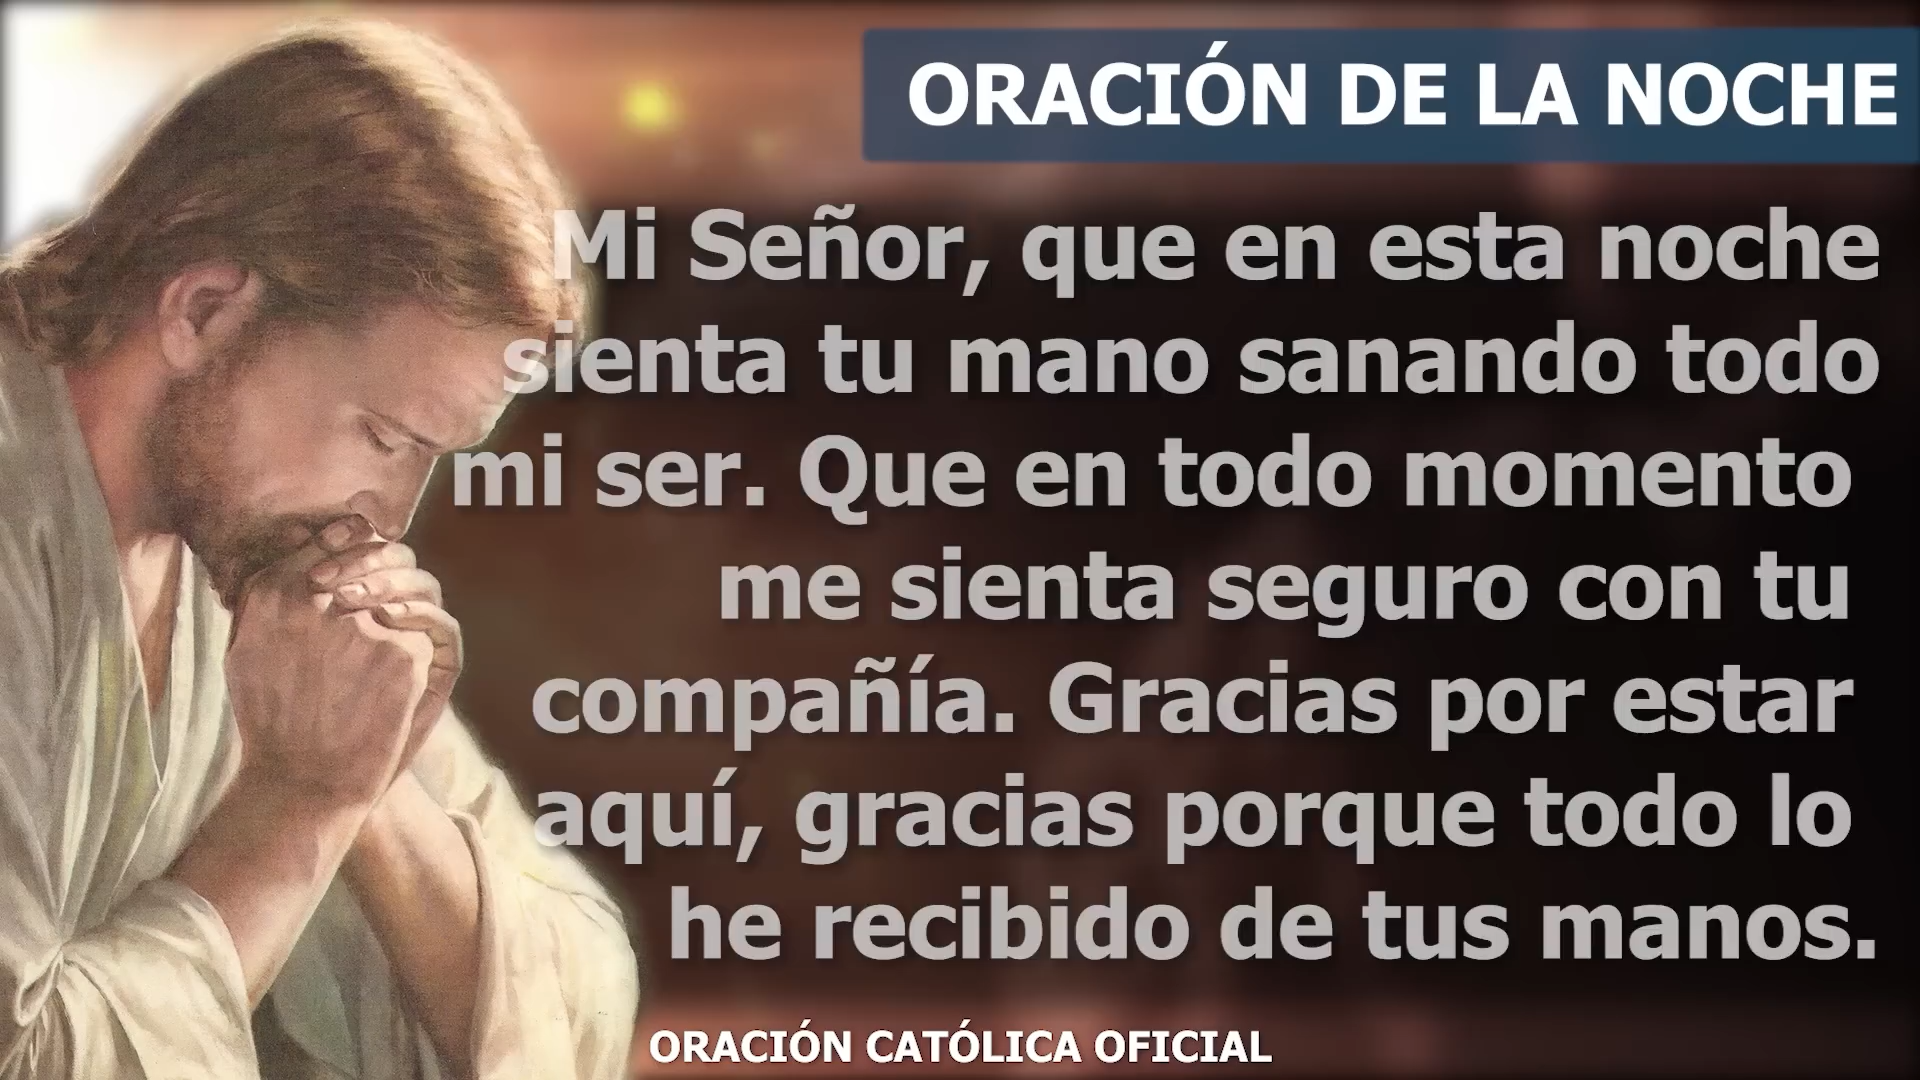 ORACIÓN DE LA NOCHE
Mi Señor, que en esta noche
sienta tu mano sanando todo
mi ser. Que en todo momento
me sienta seguro con tu
compañía. Gracias por estar
aquí, gracias porque todo lo
he recibido de tus manos.
ORACIÓN CATÓLICA OFICIAL